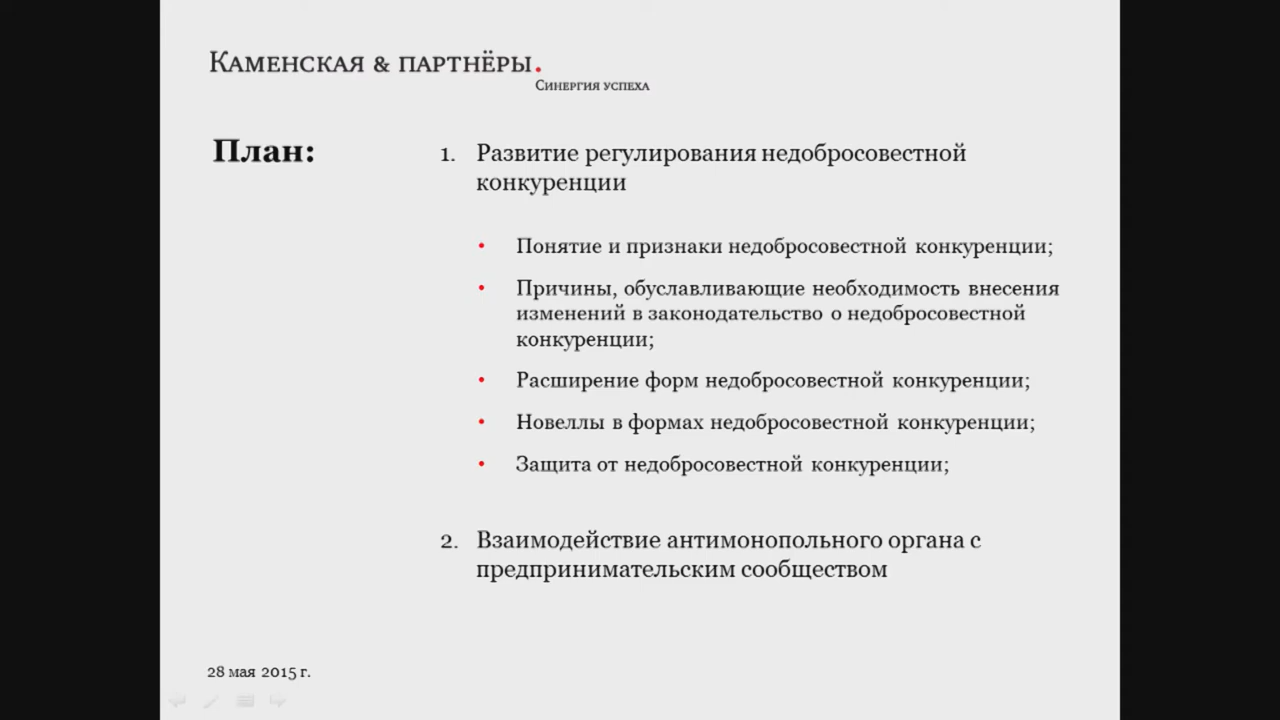 Каменская & партнёры.
Синергия успеха
План:
1. Развитие регулирования недобросовестной
конкуренции
• Понятие и признаки недобросовестной конкуренции;
• Причины, обуславливающие необходимость внесения
изменений в законодательство о недобросовестной
конкуренции;
• Расширение форм недобросовестной конкуренции;
• Новеллы в формах недобросовестной конкуренции;
• Защита от недобросовестной конкуренции;
2. Взаимодействие антимонопольного органа с
предпринимательским сообществом
28 мая 2015 г.